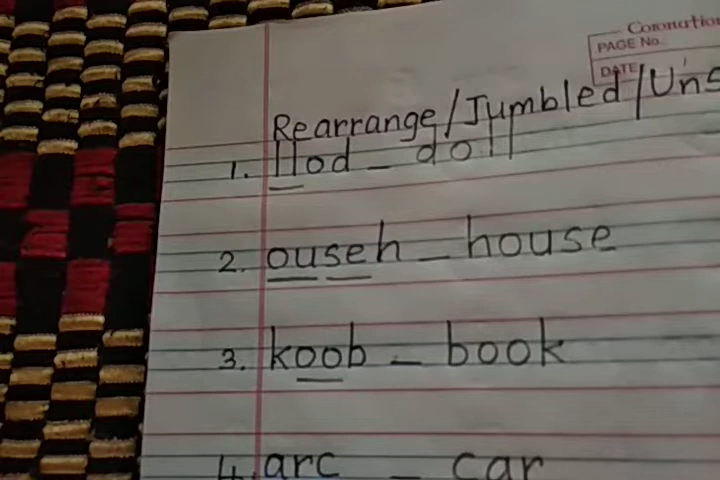 Coronation
PAGE No.
DATE
Rearrange/Jumbled/Uns
1. llod - doll
2. ouseh - house
3. koob - book
4. arc - car